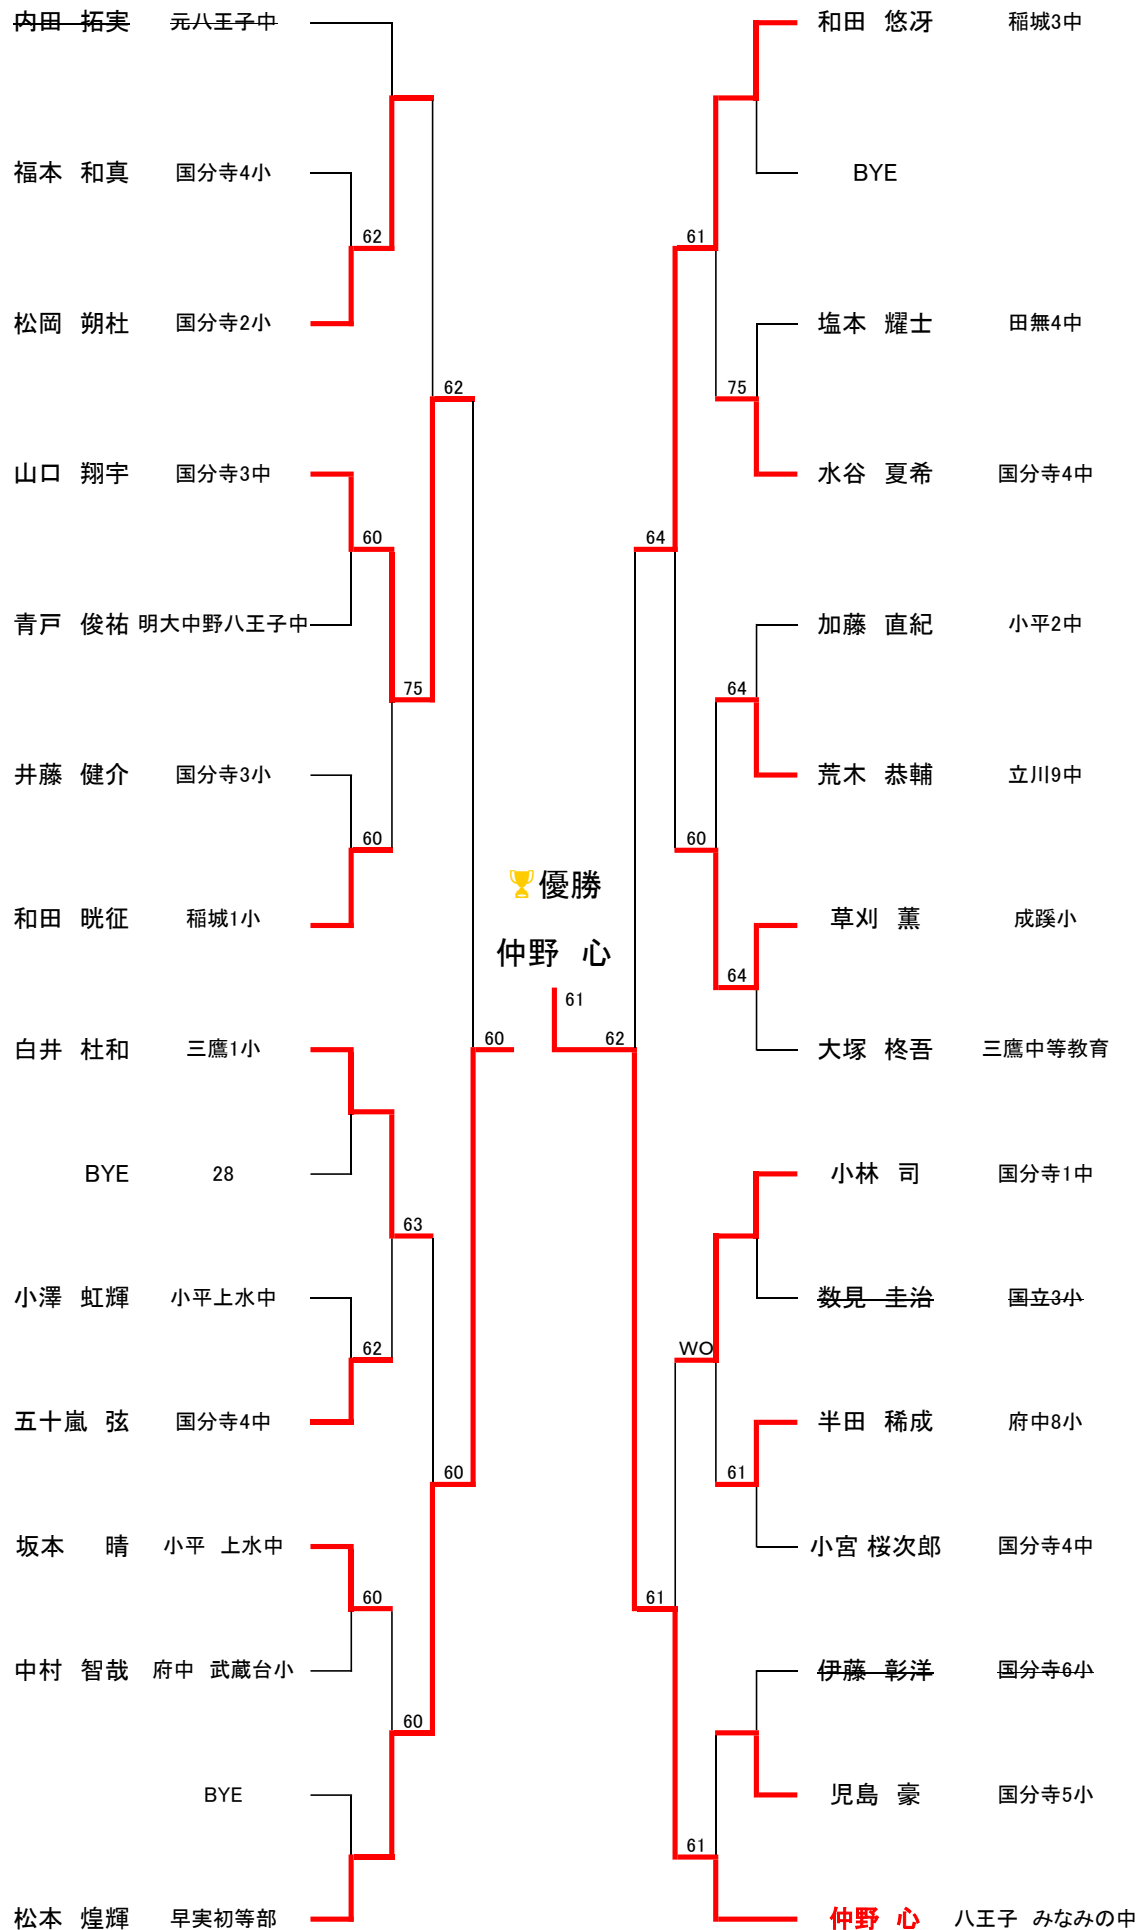 内田 拓実 元八王子中
福本 和真 国分寺4小
62
松岡 朔杜 国分寺2小
62
山口 翔宇 国分寺3中
60
青戸 俊祐 明大中野八王子中
75
井藤 健介 国分寺3小
60
和田 晄征 稲城1小
白井 杜和 三鷹1小
60
BYE 28
63
小澤 虹輝 小平上水中
62
五十嵐 弦 国分寺4中
60
坂本 晴 小平 上水中
60
中村 智哉 府中 武蔵台小
60
BYE
松本 煌輝 早実初等部
優勝
仲野 心
61
和田 悠冴 稲城3中
BYE
61
塩本 耀士 田無4中
75
水谷 夏希 国分寺4中
64
加藤 直紀 小平2中
64
荒木 恭輔 立川9中
60
草刈 薫 成蹊小
64
大塚 柊吾 三鷹中等教育
62
小林 司 国分寺1中
数見 圭治 国立3小
WO
半田 稀成 府中8小
61
小宮 桜次郎 国分寺4中
61
伊藤 彰洋 国分寺6小
児島 豪 国分寺5小
61
仲野 心 八王子 みなみの中